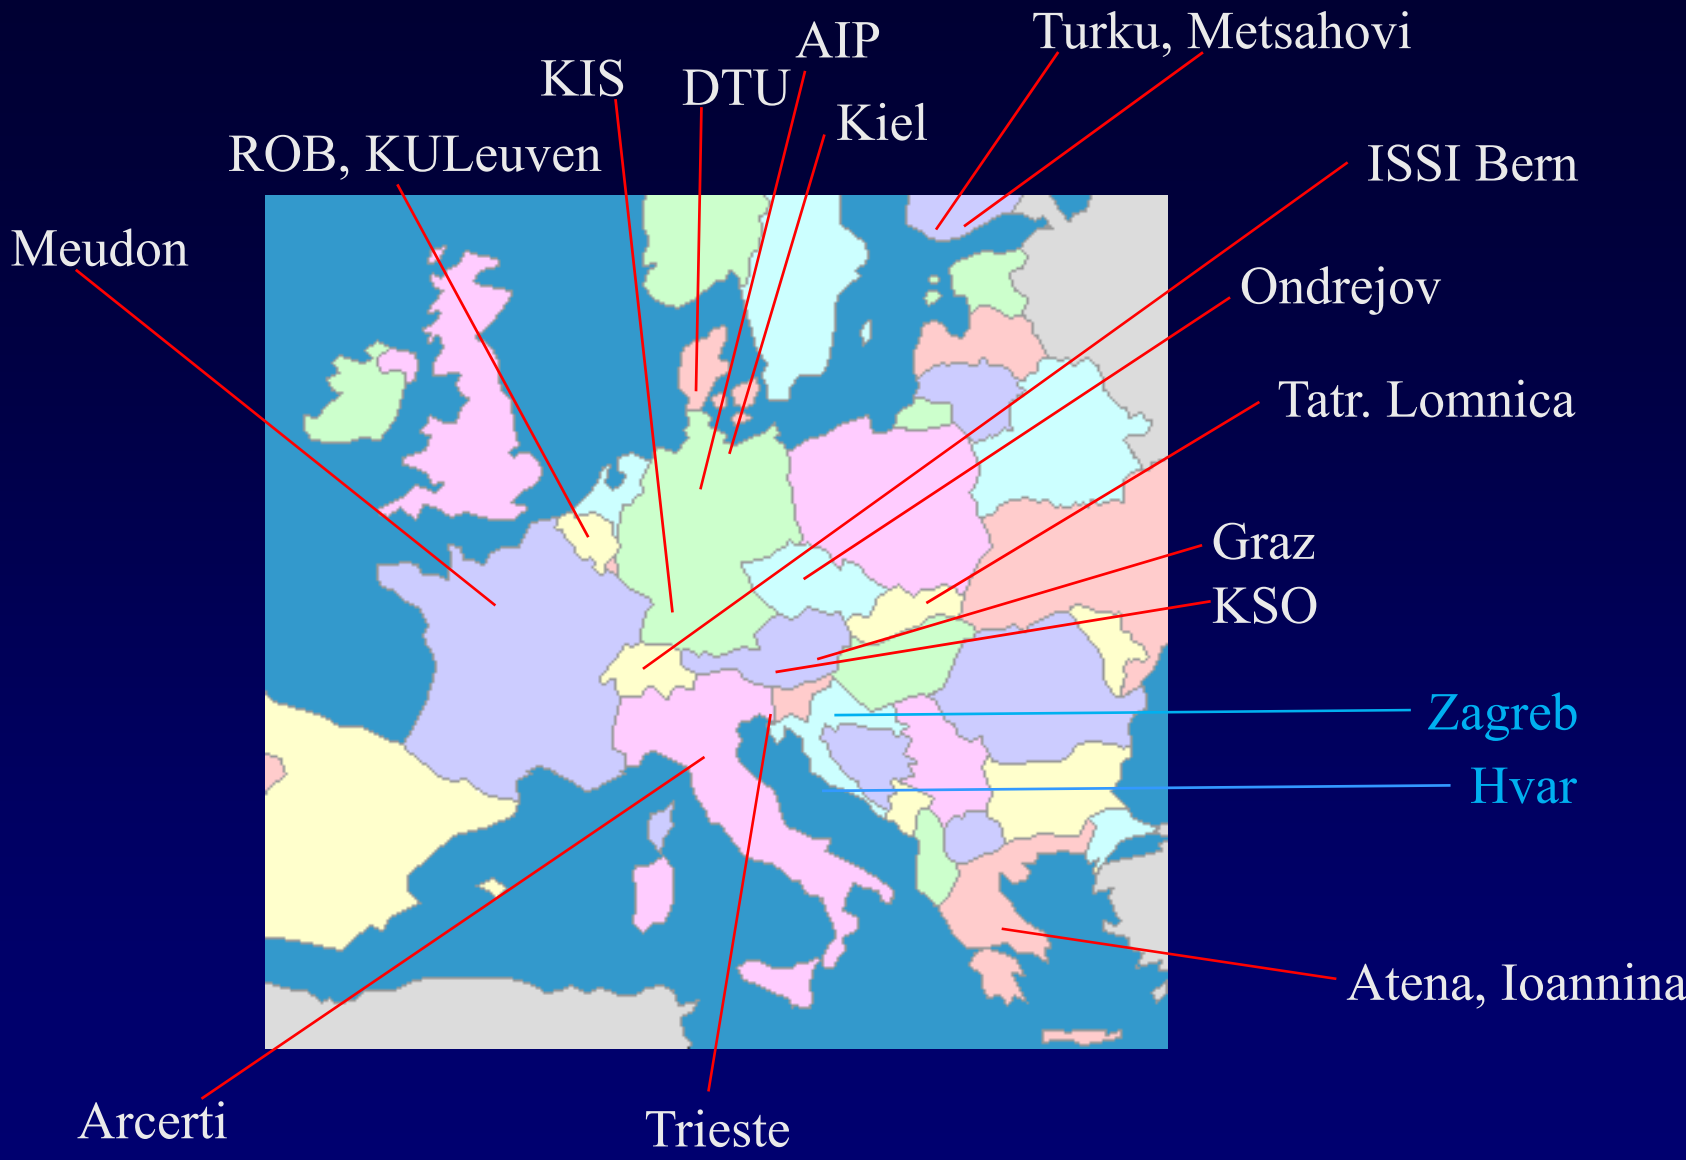 Turku, Metsahovi
AIP
KIS
DTU
Kiel
ROB, KULeuven
ISSI Bern
Meudon
Ondrejov
Tatr. Lomnica
Graz
KSO
Zagreb
Hvar
Atena, Ioannina
Arcerti
Trieste